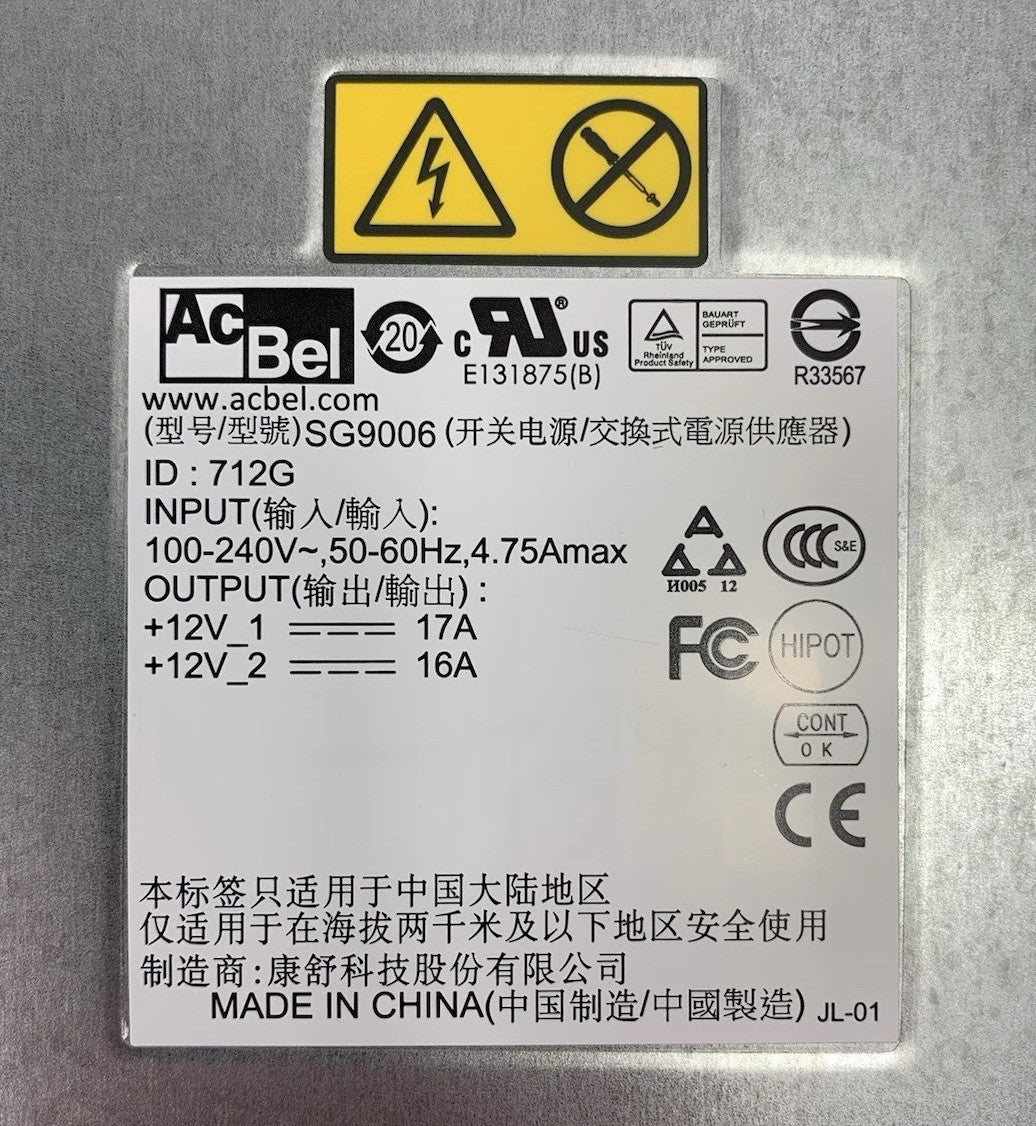 AcBel
20
c RU US ®
E131875(B)
TÜV
Rheinland
Product Safety
BAUART
GEPRÜFT
TYPE
APPROVED
R33567
www.acbel.com
(型号/型號)SG9006 (开关电源/交換式電源供應器)
ID : 712G
INPUT(输入/輸入):
100-240V~,50-60Hz,4.75Amax
OUTPUT(输出/輸出) :
+12V_1 17A
+12V_2 16A
И005 12
CCC S&E
FC
HIPOT
CONT
OK
CE
本标签只适用于中国大陆地区
仅适用于在海拔两千米及以下地区安全使用
制造商:康舒科技股份有限公司
MADE IN CHINA(中国制造/中國製造) JL-01